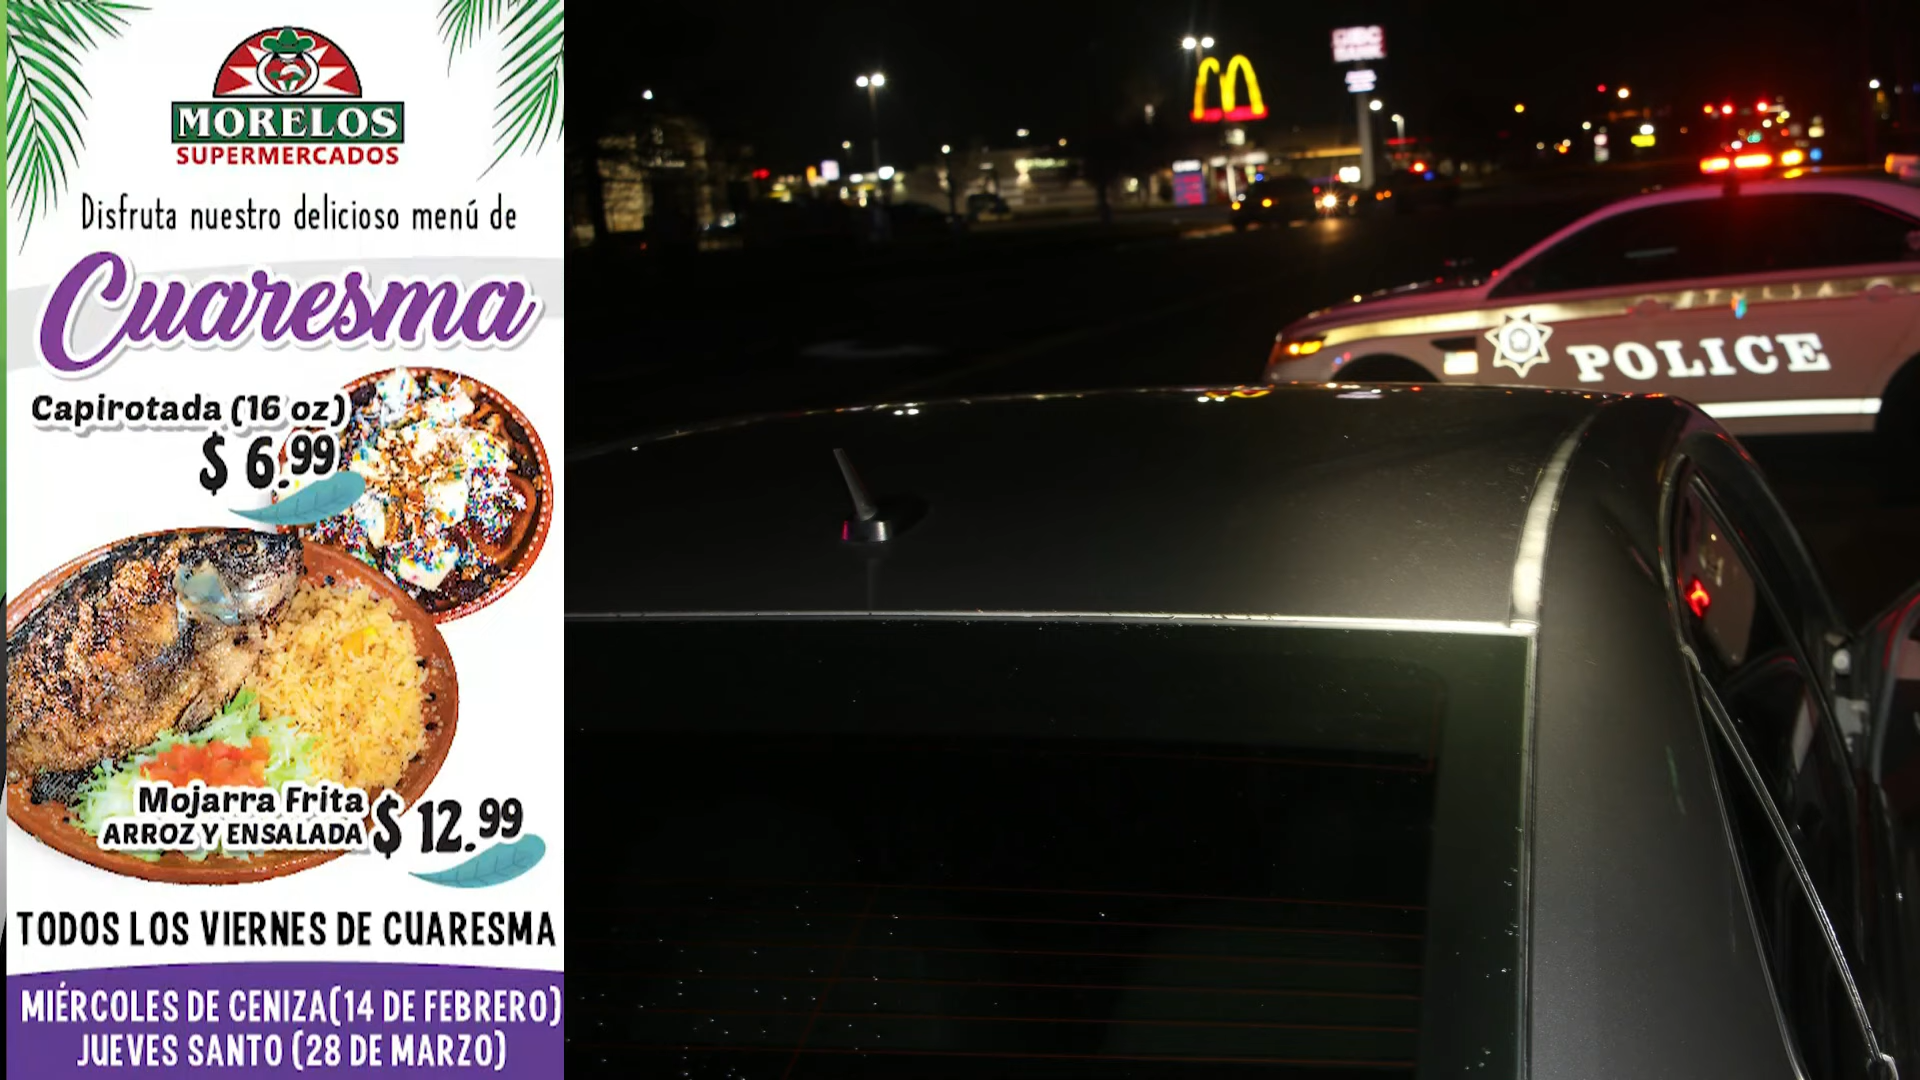 MORELOS
SUPERMERCADOS
Disfruta nuestro delicioso menú de
Cuaresma
Capirotada (16 oz)
$ 6.99
Mojarra Frita
ARROZ Y ENSALADA
$ 12.99
TODOS LOS VIERNES DE CUARESMA
MIÉRCOLES DE CENIZA(14 DE FEBRERO)
JUEVES SANTO (28 DE MARZO)
POLICE